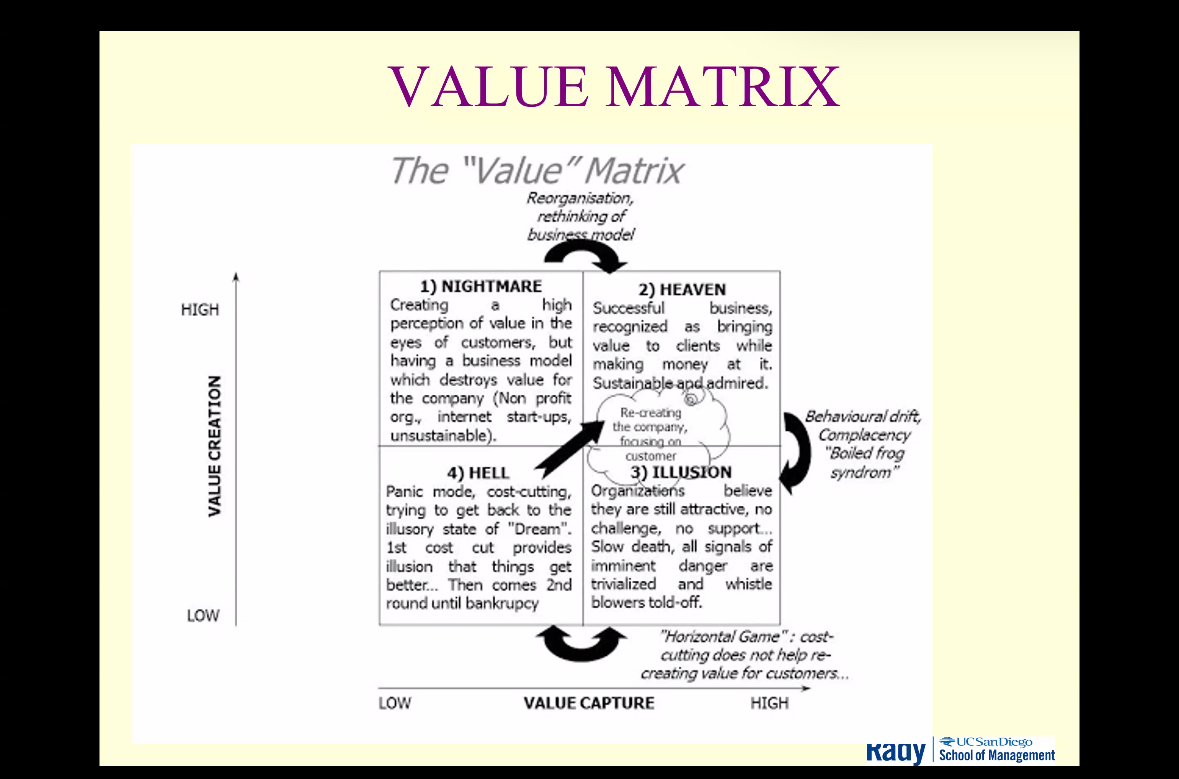 VALUE MATRIX
The "Value" Matrix
Reorganisation,
rethinking of
business model
HIGH
VALUE CREATION
LOW
1) NIGHTMARE
Creating a high
perception of value in the
eyes of customers, but
having a business model
which destroys value for
the company (Non profit
org., internet start-ups,
unsustainable).
2) HEAVEN
Successful business,
recognized as bringing
value to clients while
making money at it.
Sustainable and admired.
Re-creating
the company,
focusing on
customer
Behavioural drift,
Complacency
"Boiled frog
syndrom"
4) HELL
Panic mode, cost-cutting,
trying to get back to the
illusory state of "Dream".
1st cost cut provides
illusion that things get
better... Then comes 2nd
round until bankrupcy
3) ILLUSION
Organizations believe
they are still attractive, no
challenge, no support...
Slow death, all signals of
imminent danger are
trivialized and whistle
blowers told-off.
"Horizontal Game" : cost-
cutting does not help re-
creating value for customers...
LOW
VALUE CAPTURE
HIGH
Rady
UC San Diego
School of Management